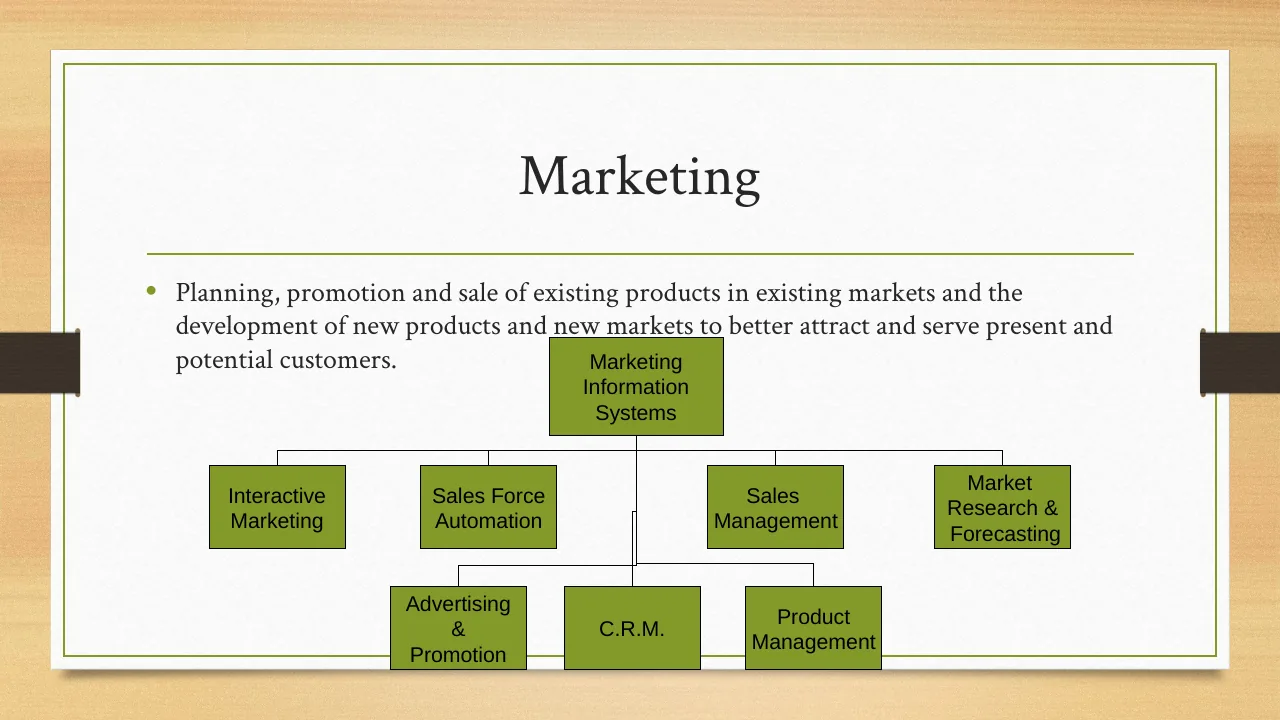 Marketing
Planning, promotion and sale of existing products in existing markets and the
development of new products and new markets to better attract and serve present and
potential customers.
Marketing
Information
Systems
Interactive
Marketing
Sales Force
Automation
Sales
Management
Market
Research &
Forecasting
Advertising
&
Promotion
C.R.M.
Product
Management